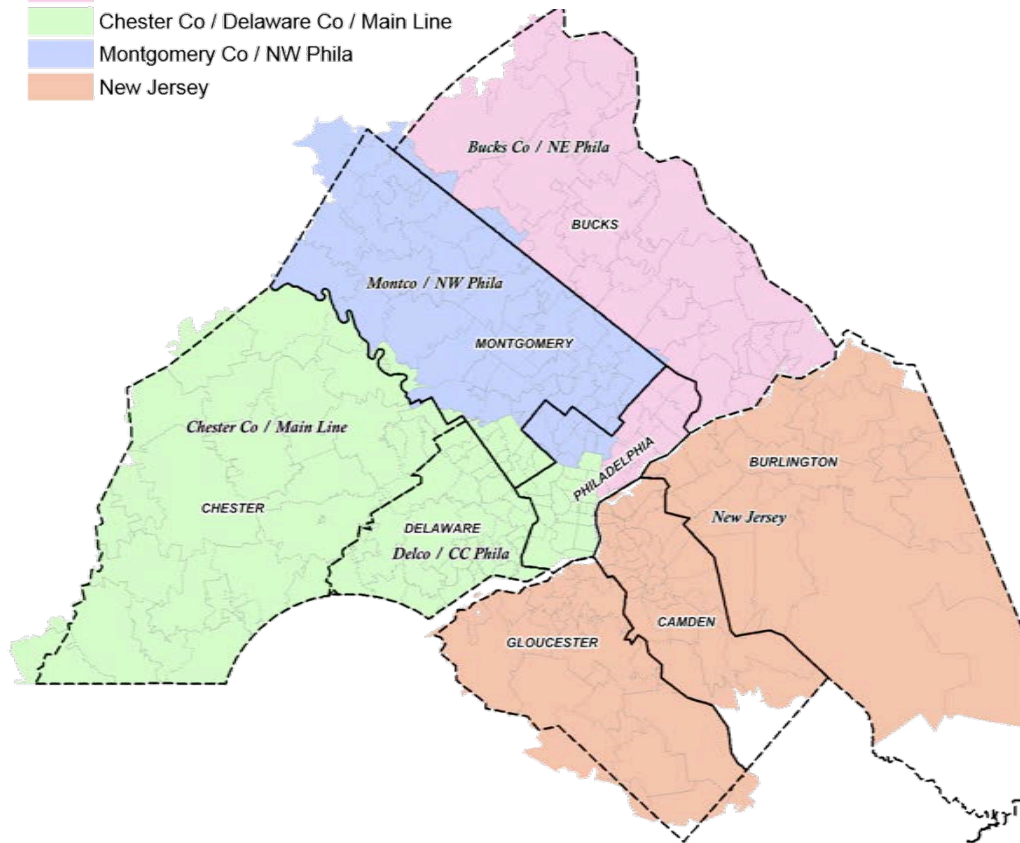 Chester Co / Delaware Co / Main Line
Montgomery Co / NW Phila
New Jersey
Bucks Co / NE Phila
BUCKS
Montco / NW Phila
MONTGOMERY
Chester Co / Main Line
PHILADELPHIA
BURLINGTON
CHESTER
New Jersey
DELAWARE
Delco / CC Phila
CAMDEN
GLOUCESTER